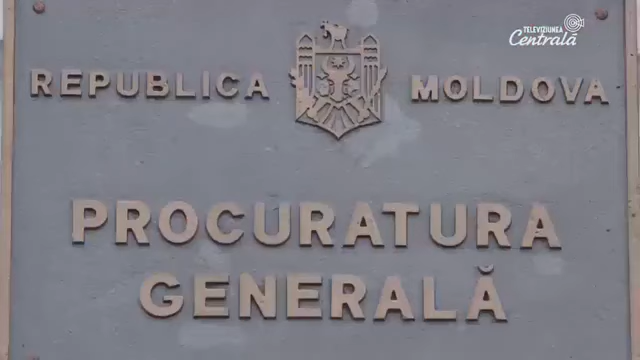 TELEVIZIUNEA
Centrală
REPUBLICA MOLDOVA
PROCURATURA
GENERALĂ